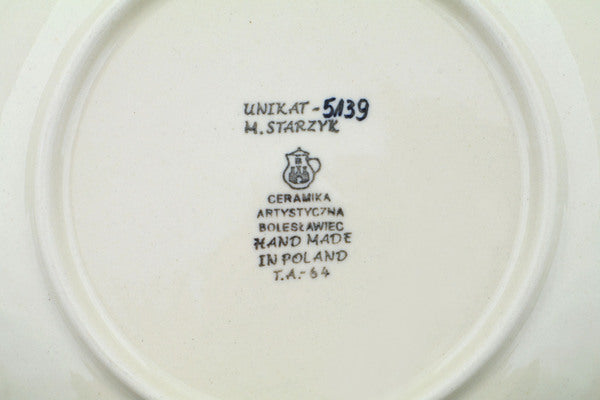 UNIKAT-5139
M. STARZYK
CERAMIKA
ARTYSTYCZNA
BOLESŁAWIEC
HAND MADE
IN POLAND
T.A.-64